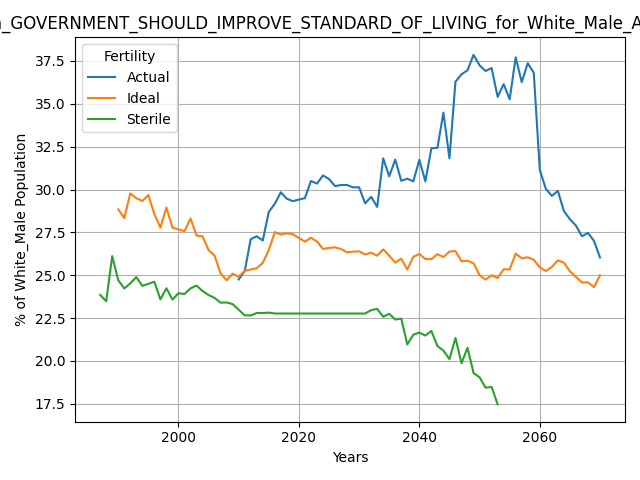 _GOVERNMENT_SHOULD_IMPROVE_STANDARD_OF_LIVING_for_White_Male_A
Fertility
Actual
Ideal
Sterile
% of White_Male Population
37.5
35.0
32.5
30.0
27.5
25.0
22.5
20.0
17.5
2000
2020
2040
2060
Years